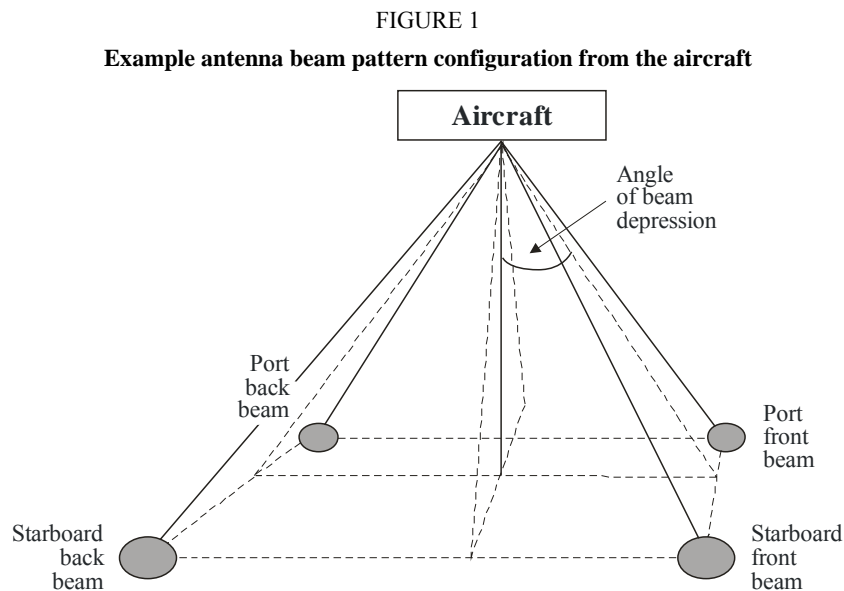 FIGURE 1
Example antenna beam pattern configuration from the aircraft
Aircraft
Angle
of beam
depression
Port
back
beam
Port
front
beam
Starboard
back
beam
Starboard
front
beam